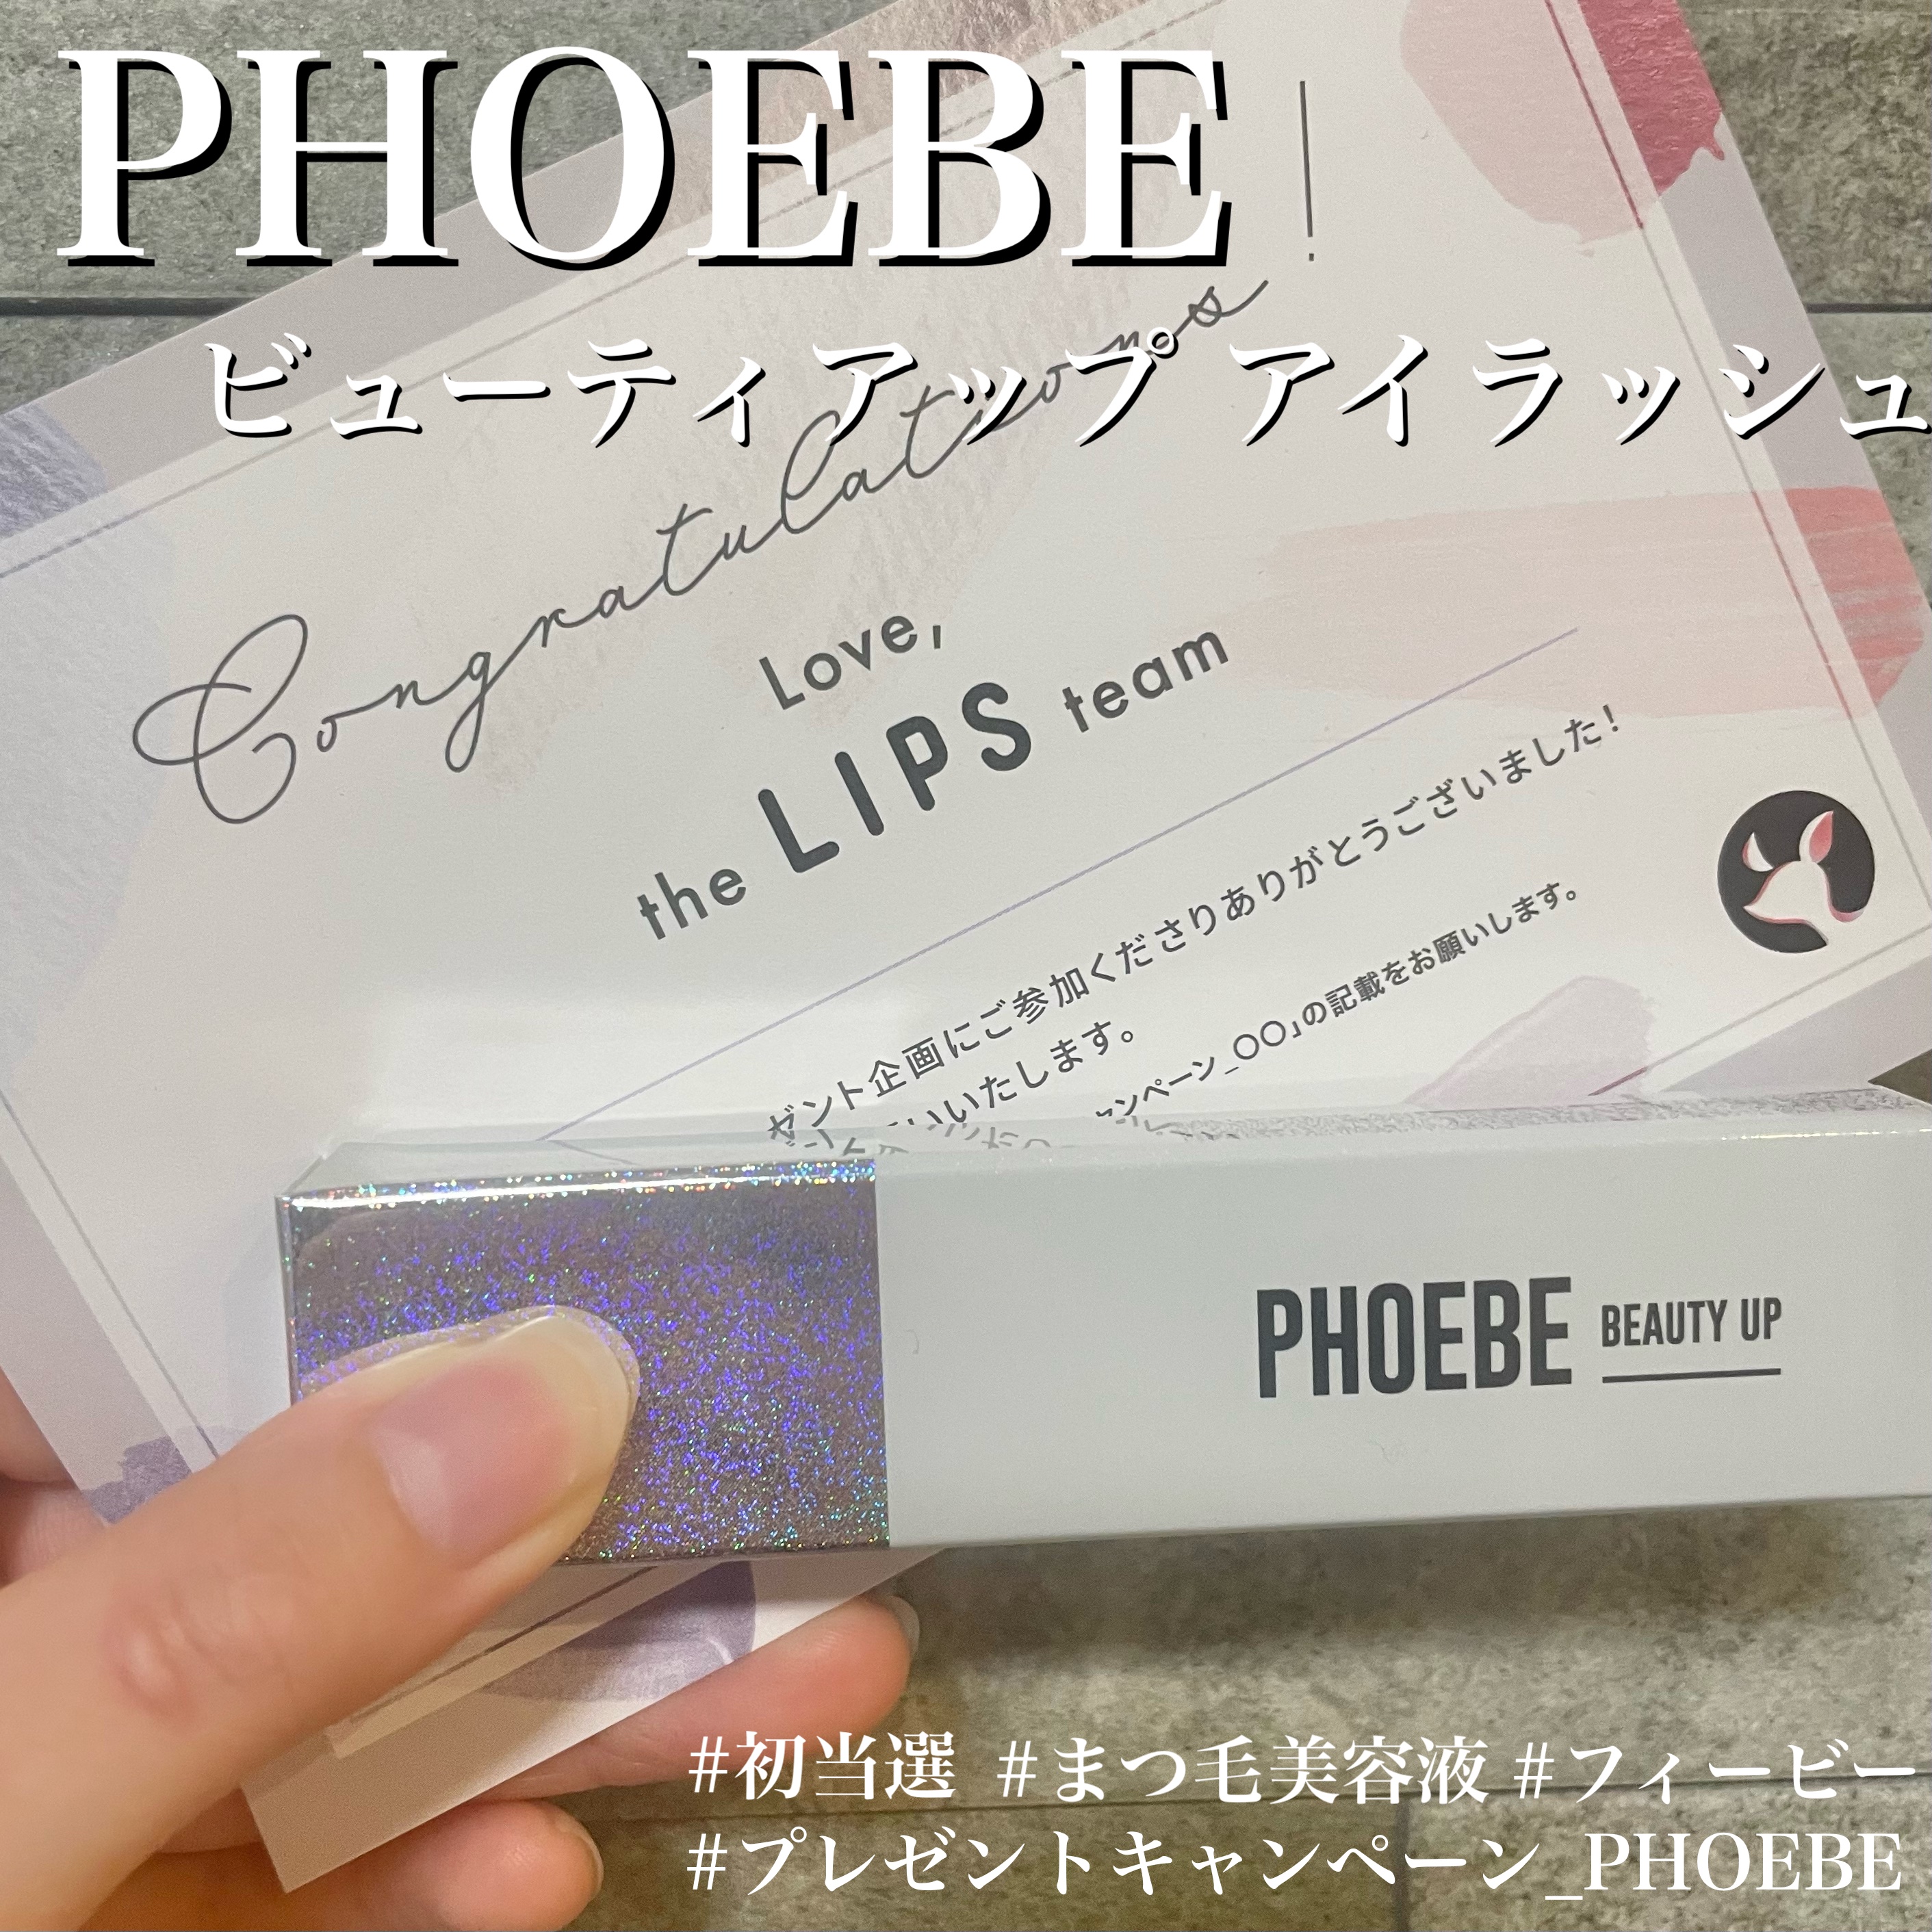 PHOEBE
ビューティアップ アイラッシュ
Congratulations!
Love,
the LIPS team
ゼント企画にご参加くださりありがとうございました!
いいたします。
ンペーン_〇〇」の記載をお願いします。
PHOEBE BEAUTY UP
#初当選 #まつ毛美容液 #フィービー
#プレゼントキャンペーン_PHOEBE